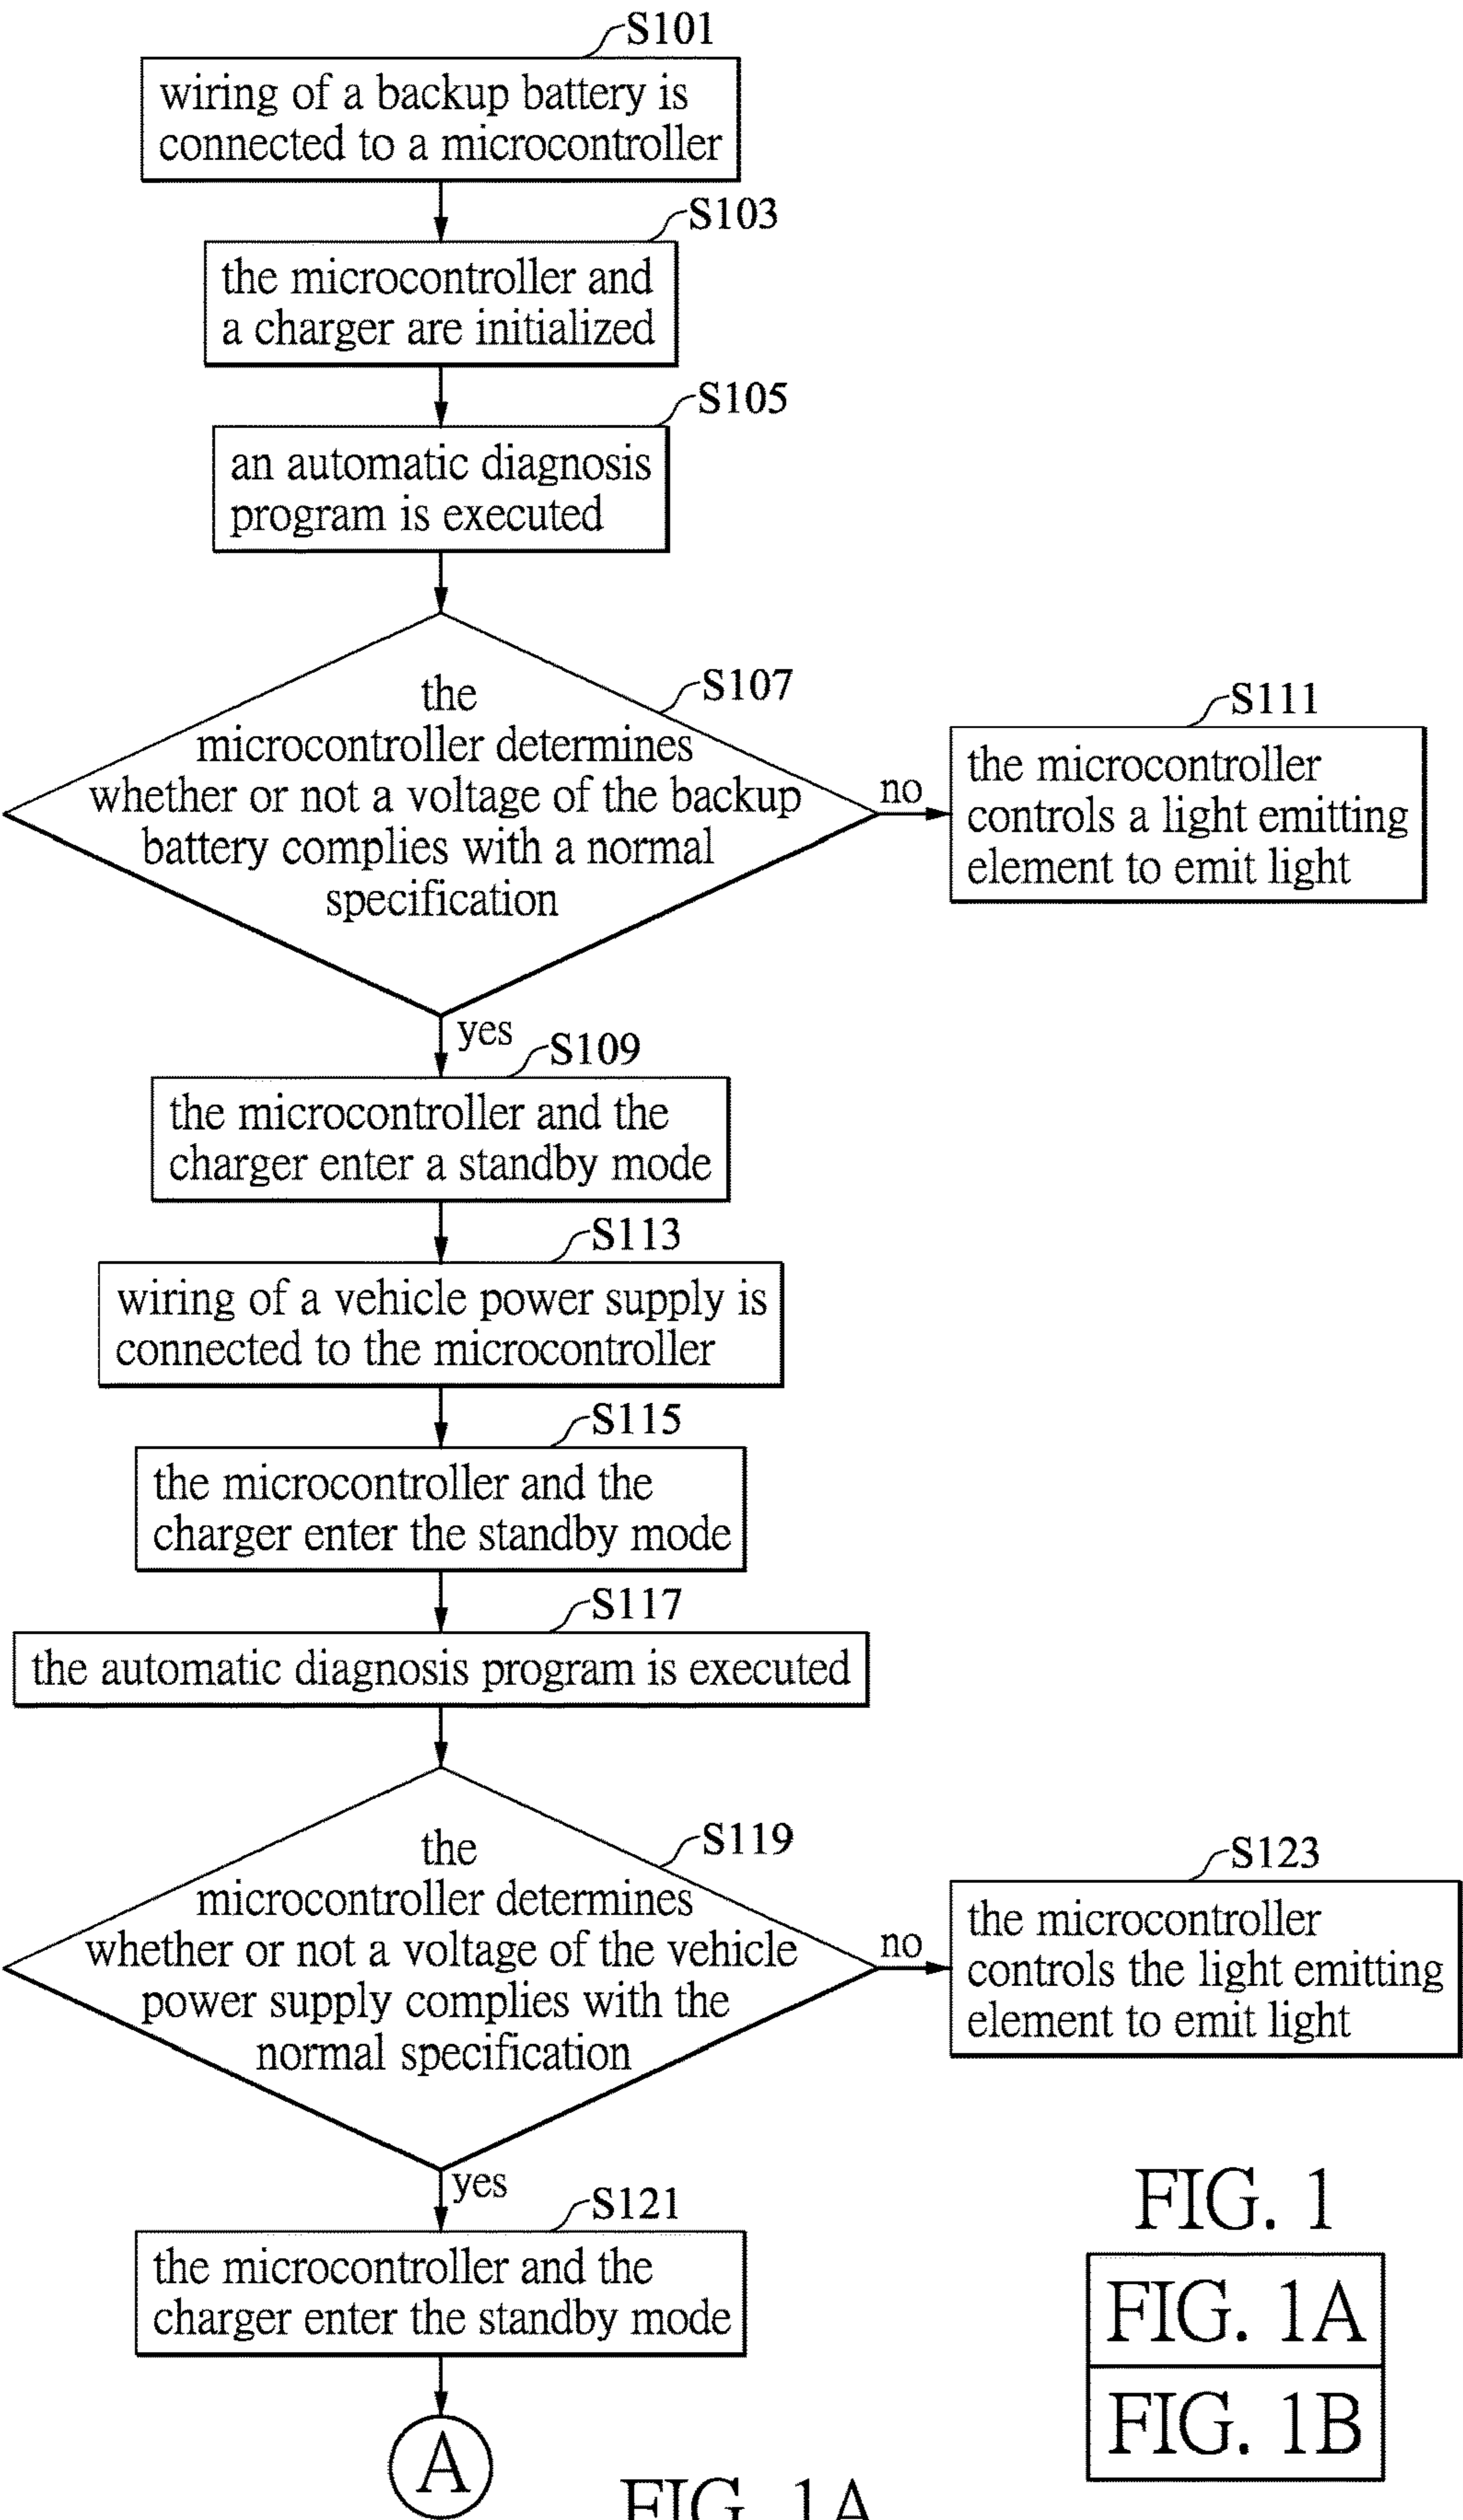 S101
wiring of a backup battery is
connected to a microcontroller
S103
the microcontroller and
a charger are initialized
S105
an automatic diagnosis
program is executed
S107
the
microcontroller determines
whether or not a voltage of the backup
battery complies with a normal
specification
no
S111
the microcontroller
controls a light emitting
element to emit light
yes
S109
the microcontroller and the
charger enter a standby mode
S113
wiring of a vehicle power supply is
connected to the microcontroller
S115
the microcontroller and the
charger enter the standby mode
S117
the automatic diagnosis program is executed
S119
the
microcontroller determines
whether or not a voltage of the vehicle
power supply complies with the
normal specification
no
S123
the microcontroller
controls the light emitting
element to emit light
yes
S121
the microcontroller and the
charger enter the standby mode
A
FIG. 1
FIG. 1A
FIG. 1B
FIG. 1A